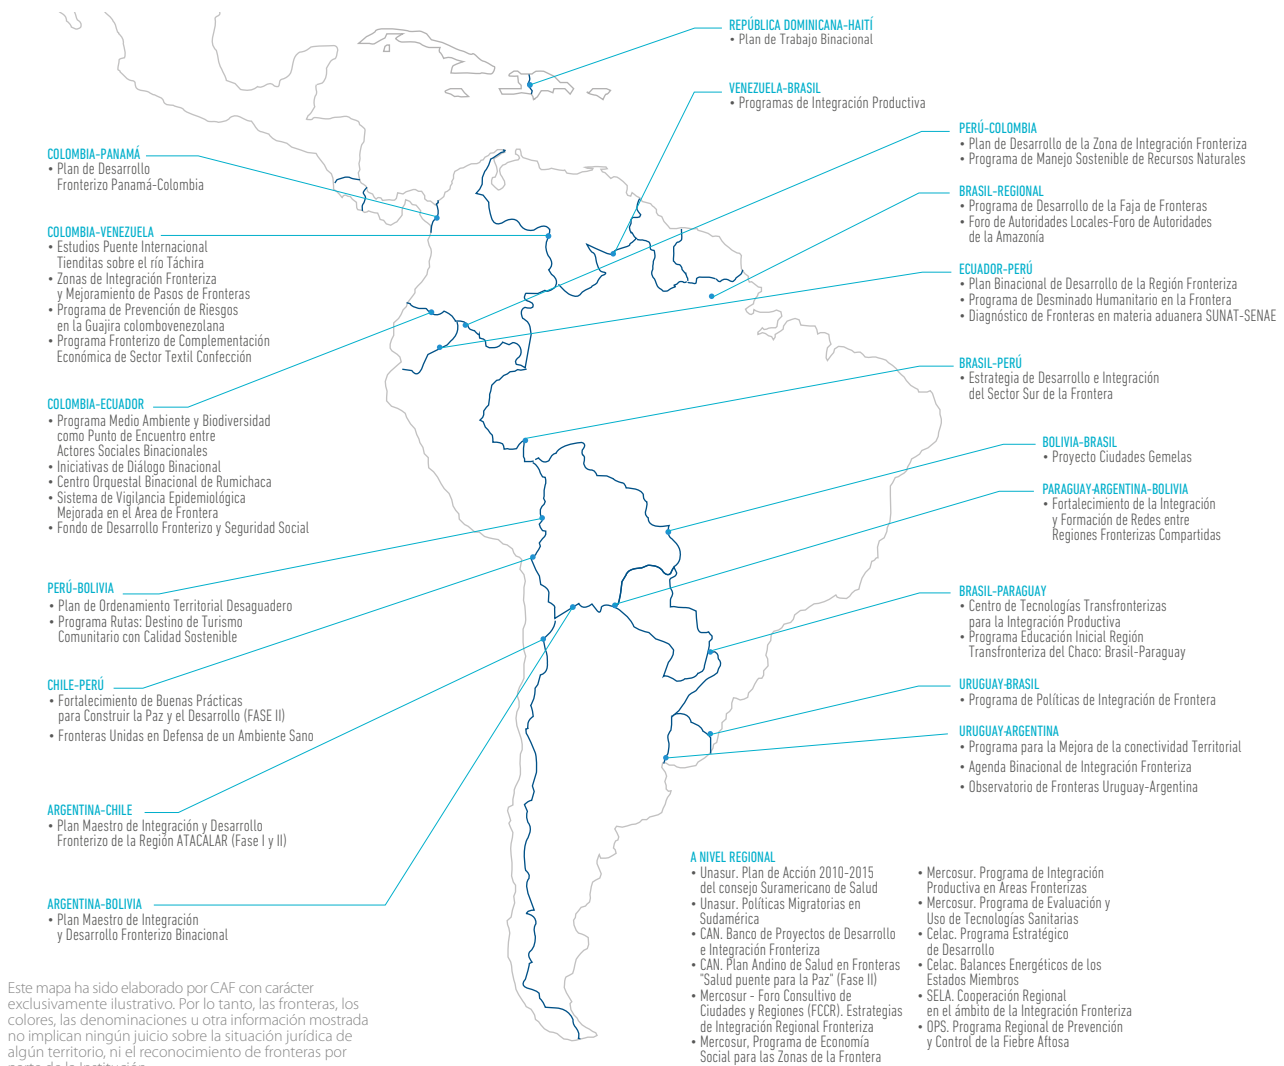 REPÚBLICA DOMINICANA-HAITÍ
• Plan de Trabajo Binacional
VENEZUELA-BRASIL
• Programas de Integración Productiva
PERÚ-COLOMBIA
• Plan de Desarrollo de la Zona de Integración Fronteriza
• Programa de Manejo Sostenible de Recursos Naturales
BRASIL-REGIONAL
• Programa de Desarrollo de la Faja de Fronteras
• Foro de Autoridades Locales-Foro de Autoridades
de la Amazonía
ECUADOR-PERÚ
• Plan Binacional de Desarrollo de la Región Fronteriza
• Programa de Desminado Humanitario en la Frontera
• Diagnóstico de Fronteras en materia aduanera SUNAT-SENAE
BRASIL-PERÚ
• Estrategia de Desarrollo e Integración
del Sector Sur de la Frontera
BOLIVIA-BRASIL
• Proyecto Ciudades Gemelas
PARAGUAY-ARGENTINA-BOLIVIA
• Fortalecimiento de la Integración
y Formación de Redes entre
Regiones Fronterizas Compartidas
BRASIL-PARAGUAY
• Centro de Tecnologías Transfronterizas
para la Integración Productiva
• Programa Educación Inicial Región
Transfronteriza del Chaco: Brasil-Paraguay
URUGUAY-BRASIL
• Programa de Políticas de Integración de Frontera
URUGUAY-ARGENTINA
• Programa para la Mejora de la conectividad Territorial
• Agenda Binacional de Integración Fronteriza
• Observatorio de Fronteras Uruguay-Argentina
COLOMBIA-PANAMÁ
• Plan de Desarrollo
Fronterizo Panamá-Colombia
COLOMBIA-VENEZUELA
• Estudios Puente Internacional
Tienditas sobre el río Táchira
• Zonas de Integración Fronteriza
y Mejoramiento de Pasos de Fronteras
• Programa de Prevención de Riesgos
en la Guajira colombovenezolana
• Programa Fronterizo de Complementación
Económica de Sector Textil Confección
COLOMBIA-ECUADOR
• Programa Medio Ambiente y Biodiversidad
como Punto de Encuentro entre
Actores Sociales Binacionales
• Iniciativas de Diálogo Binacional
• Centro Orquestal Binacional de Rumichaca
• Sistema de Vigilancia Epidemiológica
Mejorada en el Área de Frontera
• Fondo de Desarrollo Fronterizo y Seguridad Social
PERÚ-BOLIVIA
• Plan de Ordenamiento Territorial Desaguadero
• Programa Rutas: Destino de Turismo
Comunitario con Calidad Sostenible
CHILE-PERÚ
• Fortalecimiento de Buenas Prácticas
para Construir la Paz y el Desarrollo (FASE II)
• Fronteras Unidas en Defensa de un Ambiente Sano
ARGENTINA-CHILE
• Plan Maestro de Integración y Desarrollo
Fronterizo de la Región ATACALAR (Fase I y II)
ARGENTINA-BOLIVIA
• Plan Maestro de Integración
y Desarrollo Fronterizo Binacional
A NIVEL REGIONAL
• Unasur. Plan de Acción 2010-2015
del consejo Suramericano de Salud
• Unasur. Políticas Migratorias en
Sudamérica
• CAN. Banco de Proyectos de Desarrollo
e Integración Fronteriza
• CAN. Plan Andino de Salud en Fronteras
"Salud puente para la Paz" (Fase II)
• Mercosur - Foro Consultivo de
Ciudades y Regiones (FCCR). Estrategias
de Integración Regional Fronteriza
• Mercosur, Programa de Economía
Social para las Zonas de la Frontera
• Mercosur. Programa de Integración
Productiva en Áreas Fronterizas
• Mercosur. Programa de Evaluación y
Uso de Tecnologías Sanitarias
• Celac. Programa Estratégico
de Desarrollo
• Celac. Balances Energéticos de los
Estados Miembros
• SELA. Cooperación Regional
en el ámbito de la Integración Fronteriza
• OPS. Programa Regional de Prevención
y Control de la Fiebre Aftosa
Este mapa ha sido elaborado por CAF con carácter
exclusivamente ilustrativo. Por lo tanto, las fronteras, los
colores, las denominaciones u otra información mostrada
no implican ningún juicio sobre la situación jurídica de
algún territorio, ni el reconocimiento de fronteras por
parte de la Institución